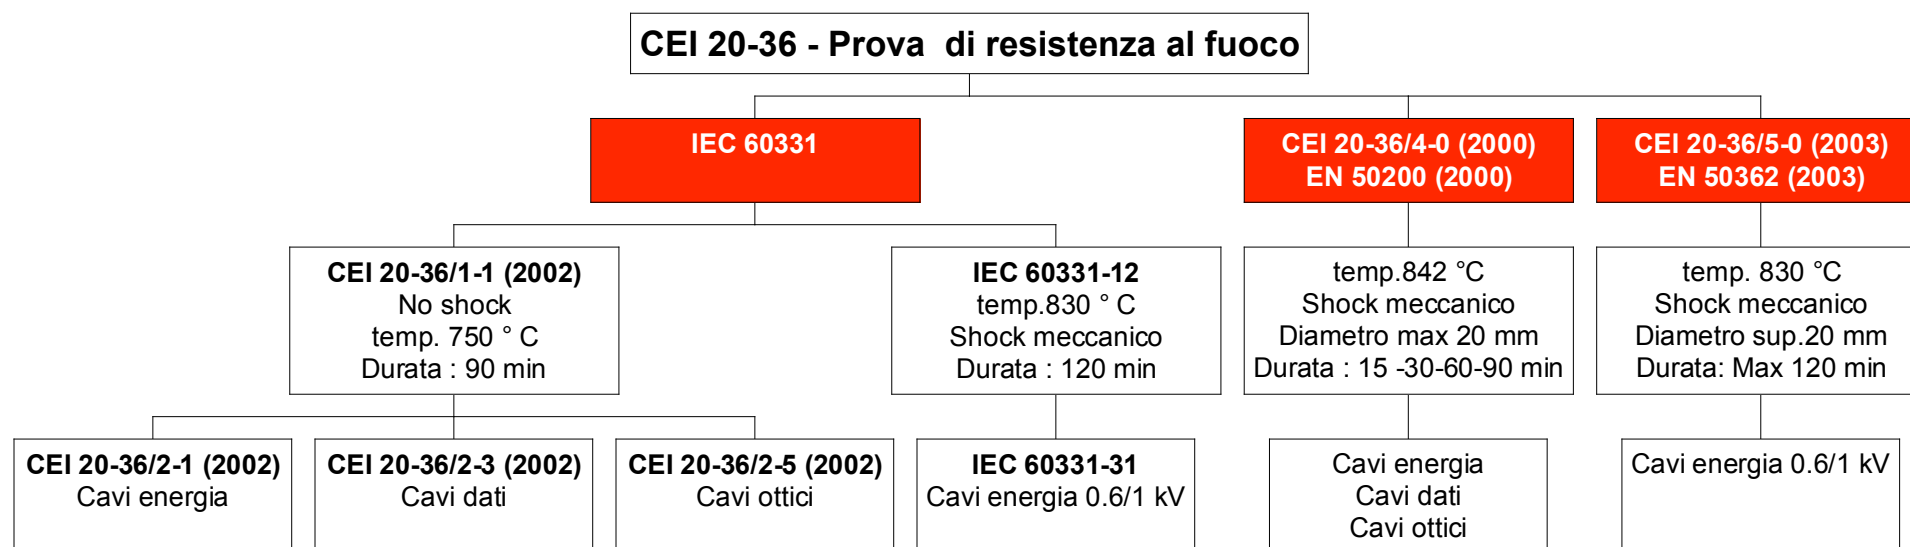 CEI 20-36 - Prova di resistenza al fuoco
IEC 60331
CEI 20-36/4-0 (2000)
EN 50200 (2000)
CEI 20-36/5-0 (2003)
EN 50362 (2003)
CEI 20-36/1-1 (2002)
No shock
temp. 750 ° C
Durata : 90 min
IEC 60331-12
temp.830 ° C
Shock meccanico
Durata : 120 min
temp.842 °C
Shock meccanico
Diametro max 20 mm
Durata : 15 -30-60-90 min
temp. 830 °C
Shock meccanico
Diametro sup.20 mm
Durata: Max 120 min
CEI 20-36/2-1 (2002)
Cavi energia
CEI 20-36/2-3 (2002)
Cavi dati
CEI 20-36/2-5 (2002)
Cavi ottici
IEC 60331-31
Cavi energia 0.6/1 kV
Cavi energia
Cavi dati
Cavi ottici
Cavi energia 0.6/1 kV